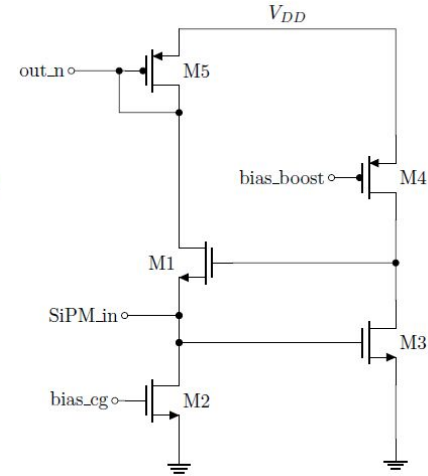 V_DD
out_n
M5
bias_boost
M4
M1
SiPM_in
M3
bias_cg
M2